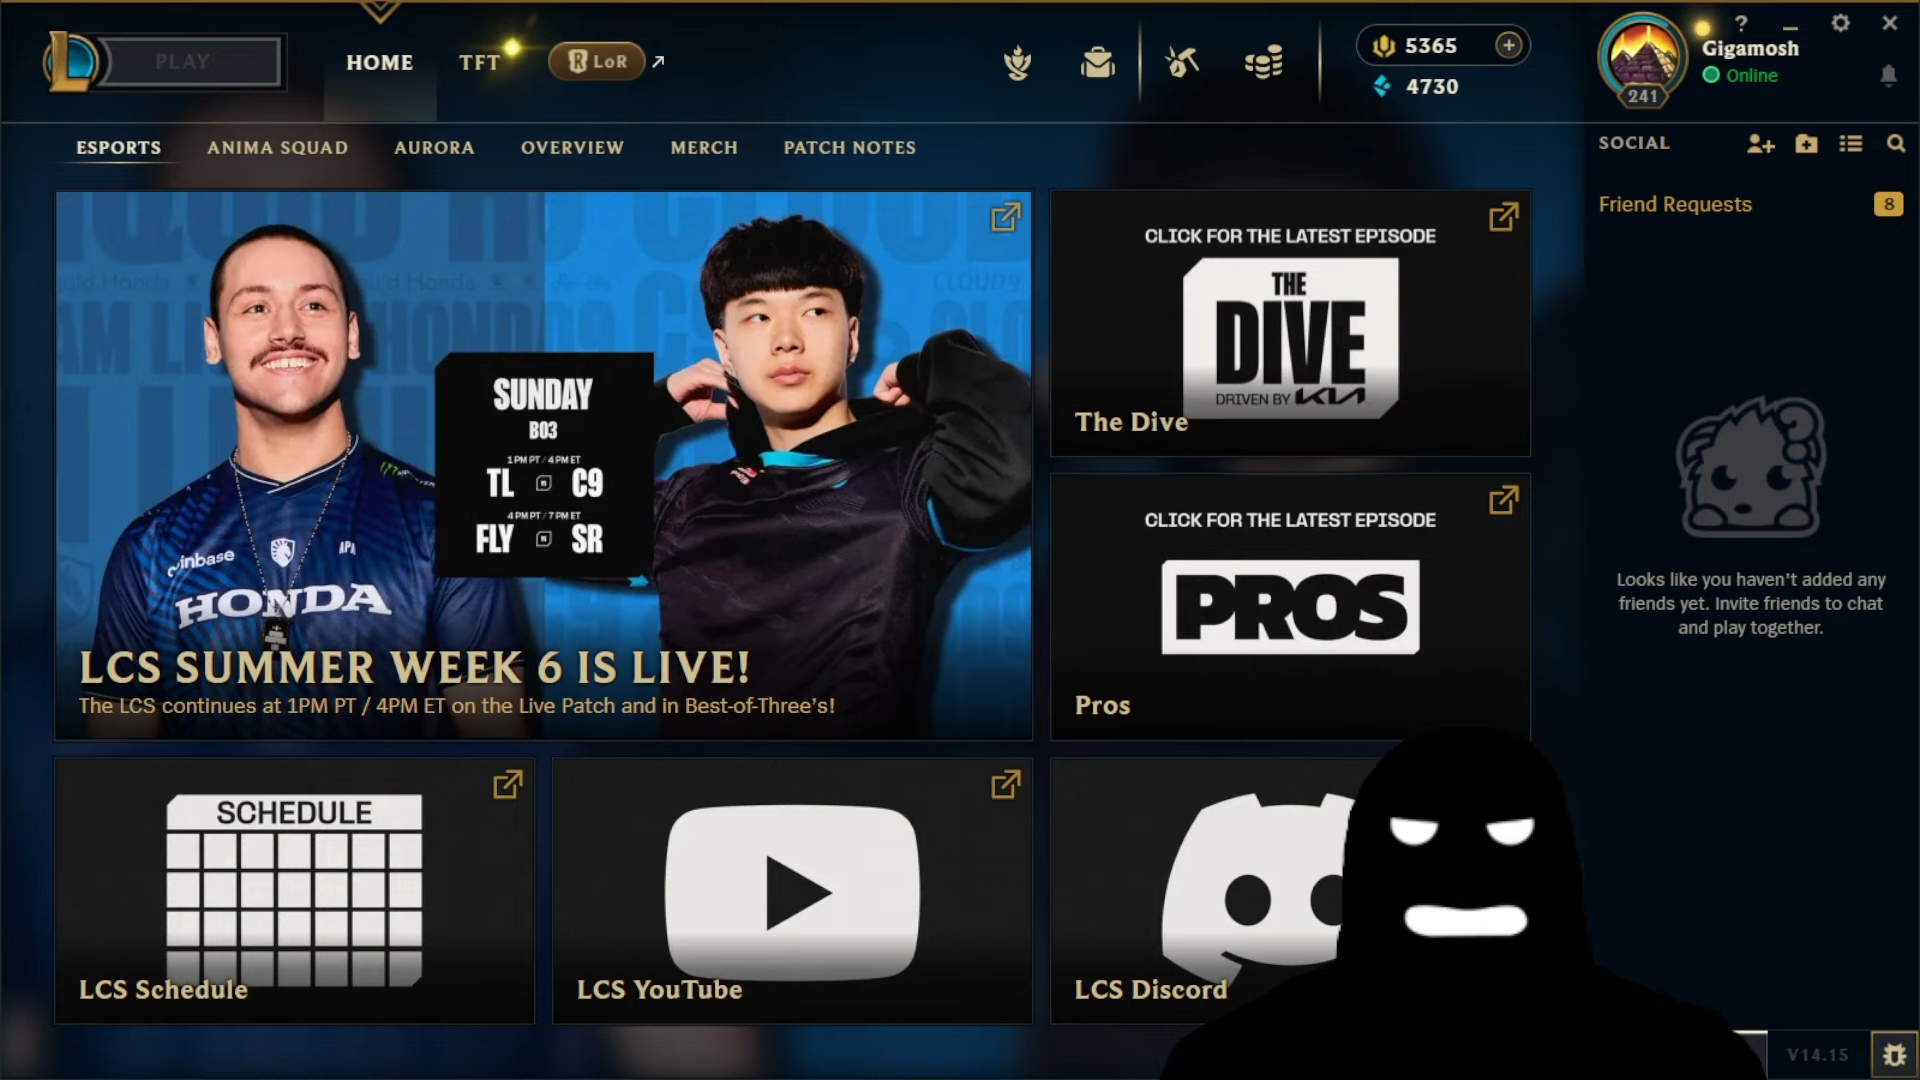 PLAY
HOME
TFT
LoR
5365
4730
241
?
Gigamosh
Online
ESPORTS
ANIMA SQUAD
AURORA
OVERVIEW
MERCH
PATCH NOTES
SOCIAL
Friend Requests
8
SUNDAY
BO3
1PM PT / 4PM ET
TL
C9
4PM PT / 7PM ET
FLY
SR
CLOUD9
coinbase
APA
HONDA
LCS SUMMER WEEK 6 IS LIVE!
The LCS continues at 1PM PT / 4PM ET on the Live Patch and in Best-of-Three's!
CLICK FOR THE LATEST EPISODE
THE
DIVE
DRIVEN BY KIA
The Dive
CLICK FOR THE LATEST EPISODE
PROS
Pros
Looks like you haven't added any
friends yet. Invite friends to chat
and play together.
SCHEDULE
LCS Schedule
LCS YouTube
LCS Discord
V14.15